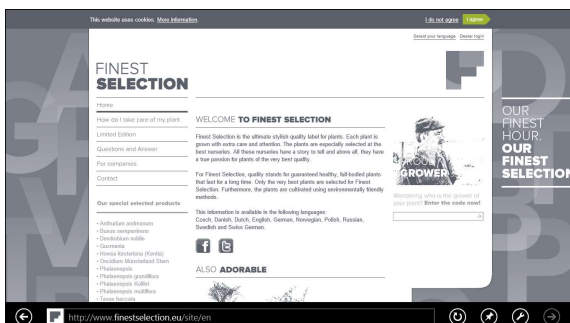 This website uses cookies. More information.
I do not agree
I agree
Select your language
Dealer login
FINEST
SELECTION
Home
How do I take care of my plant
Limited Edition
Questions and Answer
For companies
Contact
Our special selected products
- Anthurium andreanum
- Buxus sempervirens
- Dendrobium nobile
- Guzmania
- Howea forsteriana (Kentia)
- Oncidium Munsterland Stern
- Phalaenopsis
- Phalaenopsis grandiflora
- Phalaenopsis Kolibri
- Phalaenopsis multiflora
- Taxus baccata
WELCOME TO FINEST SELECTION
Finest Selection is the ultimate stylish quality label for plants. Each plant is
grown with extra care and attention. The plants are especially selected at the
best nurseries. All these nurseries have a story to tell and above all, they have
a true passion for plants of the very best quality.
For Finest Selection, quality stands for guaranteed healthy, full-bodied plants
that last for a long time. Only the very best plants are selected for Finest
Selection. Furthermore, the plants are cultivated using environmentally friendly
methods.
This information is available in the following languages:
Czech, Danish, Dutch, English, German, Norwegian, Polish, Russian,
Swedish and Swiss German.
ALSO ADORABLE
PROUD
GROWER
Wondering who is the grower of
your plant? Enter the code now!
OUR
FINEST
HOUR.
OUR
FINEST
SELECTION
http://www.finestselection.eu/site/en